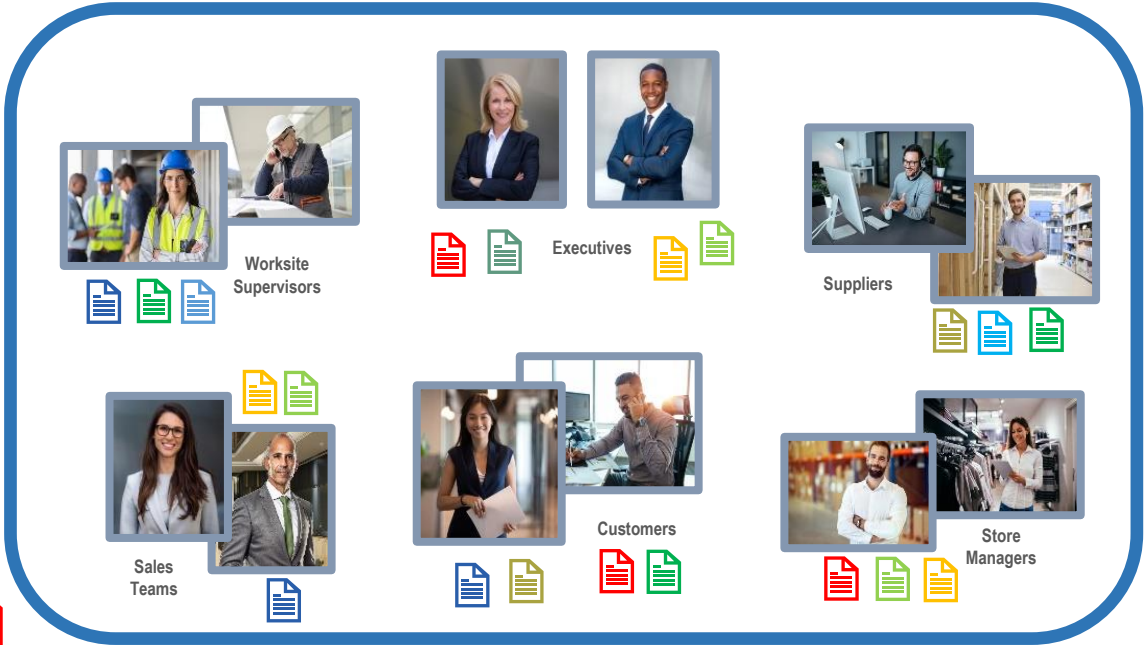 Executives
Worksite
Supervisors
Suppliers
Customers
Store
Managers
Sales
Teams